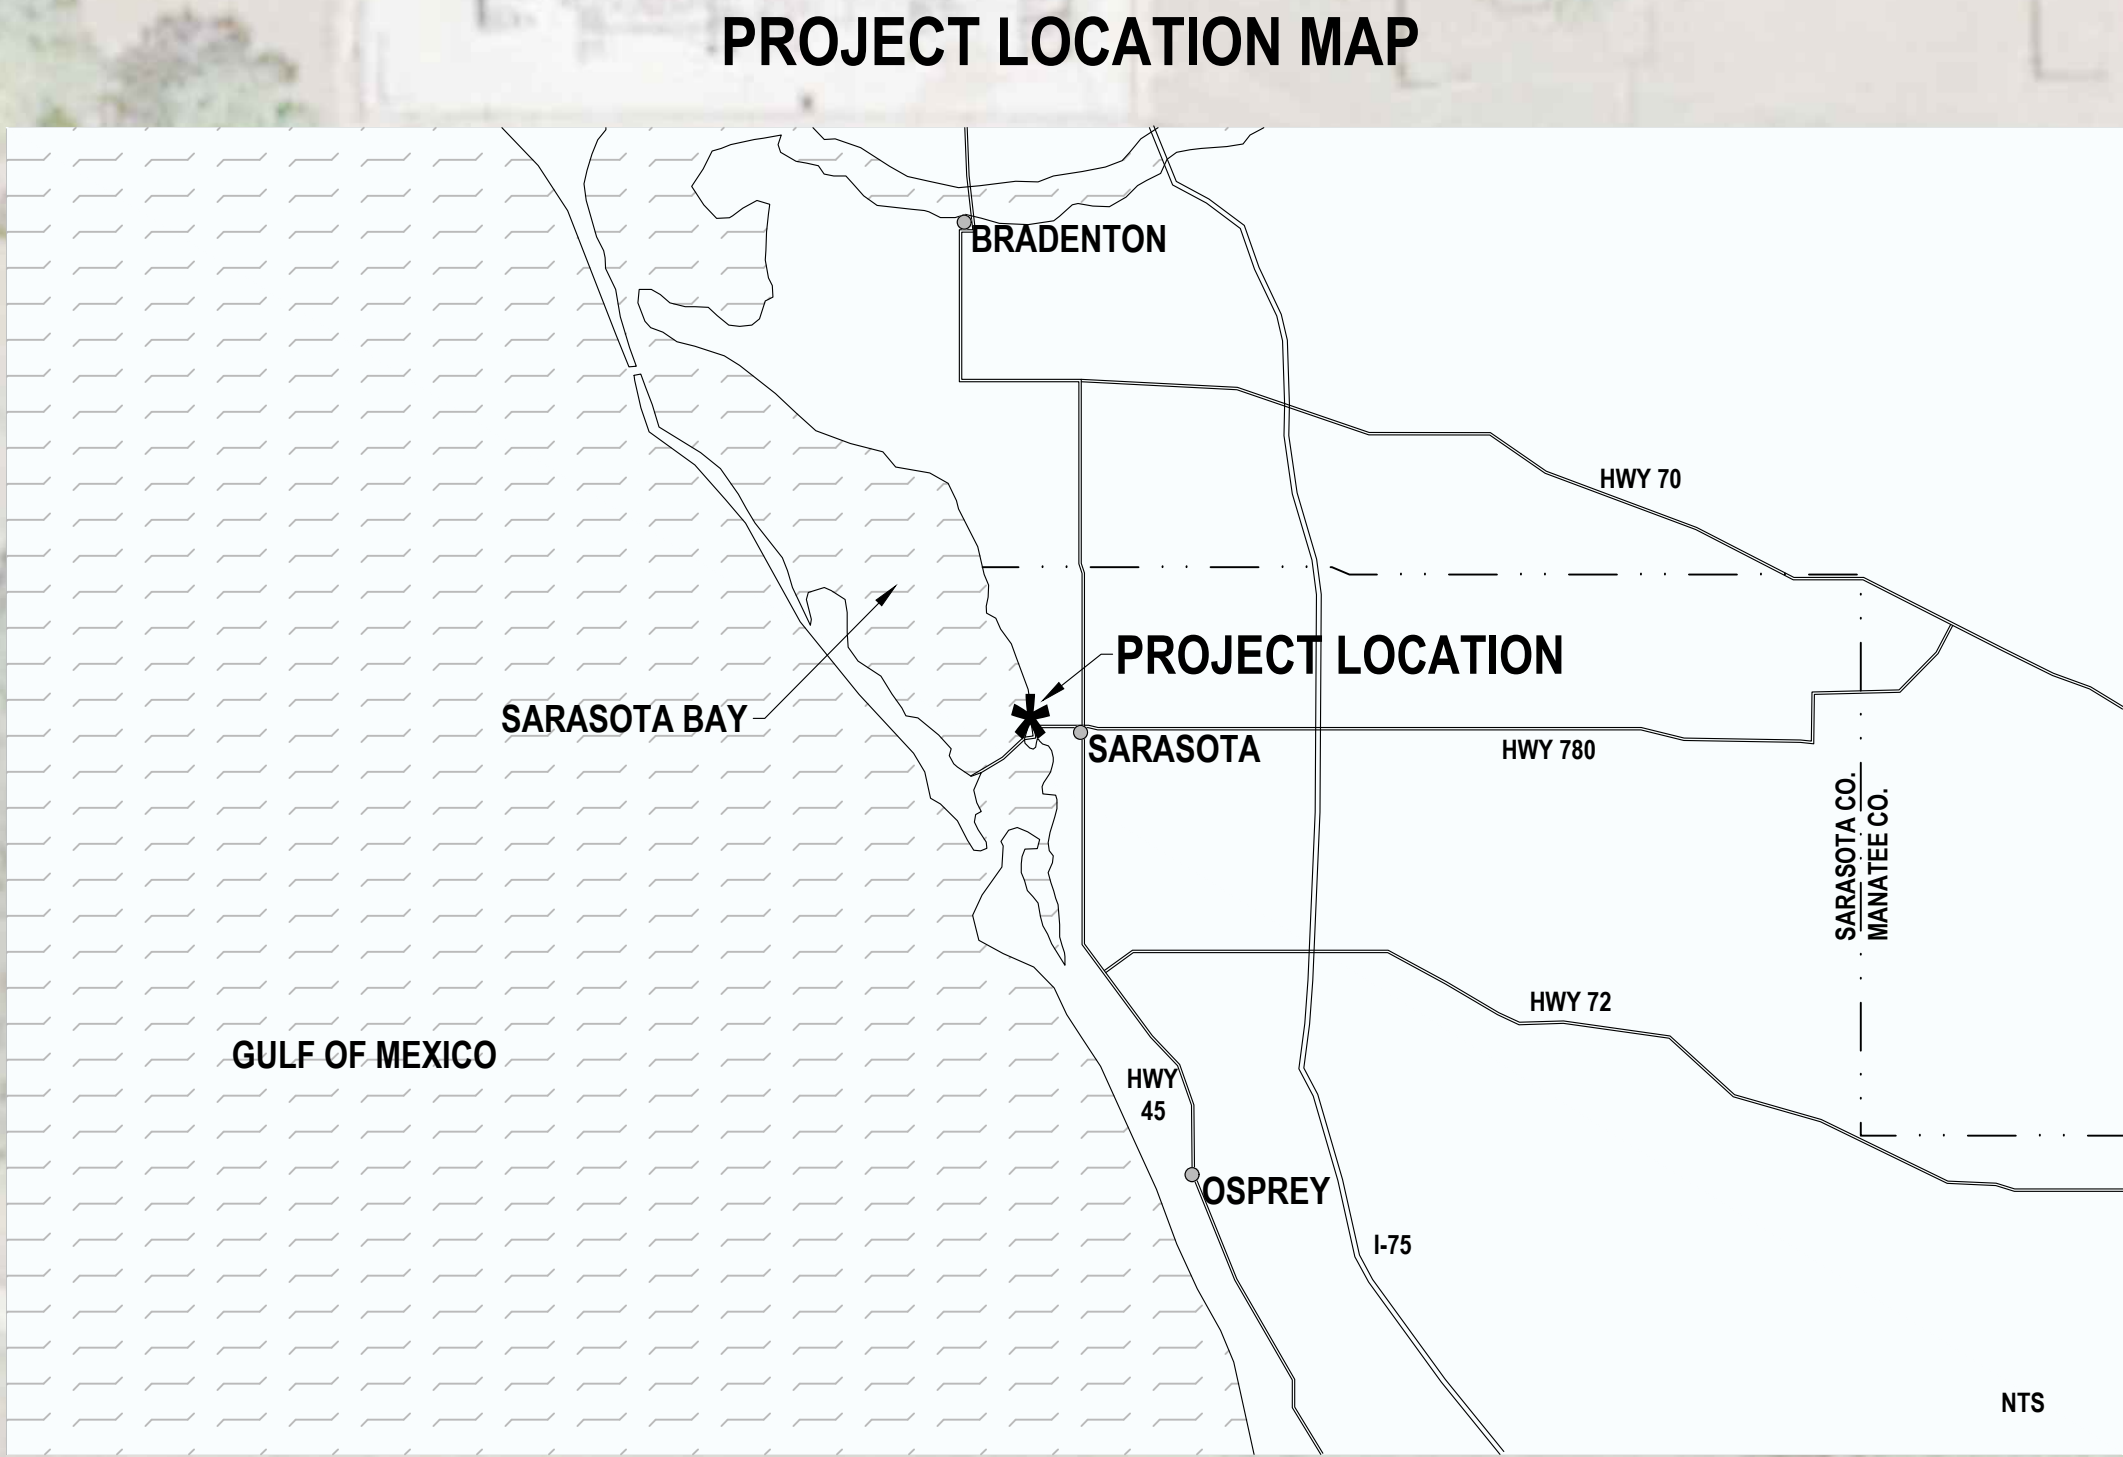 PROJECT LOCATION MAP
BRADENTON
HWY 70
PROJECT LOCATION
SARASOTA BAY
SARASOTA
HWY 780
SARASOTA CO.
MANATEE CO.
HWY 72
GULF OF MEXICO
HWY
45
OSPREY
I-75
NTS